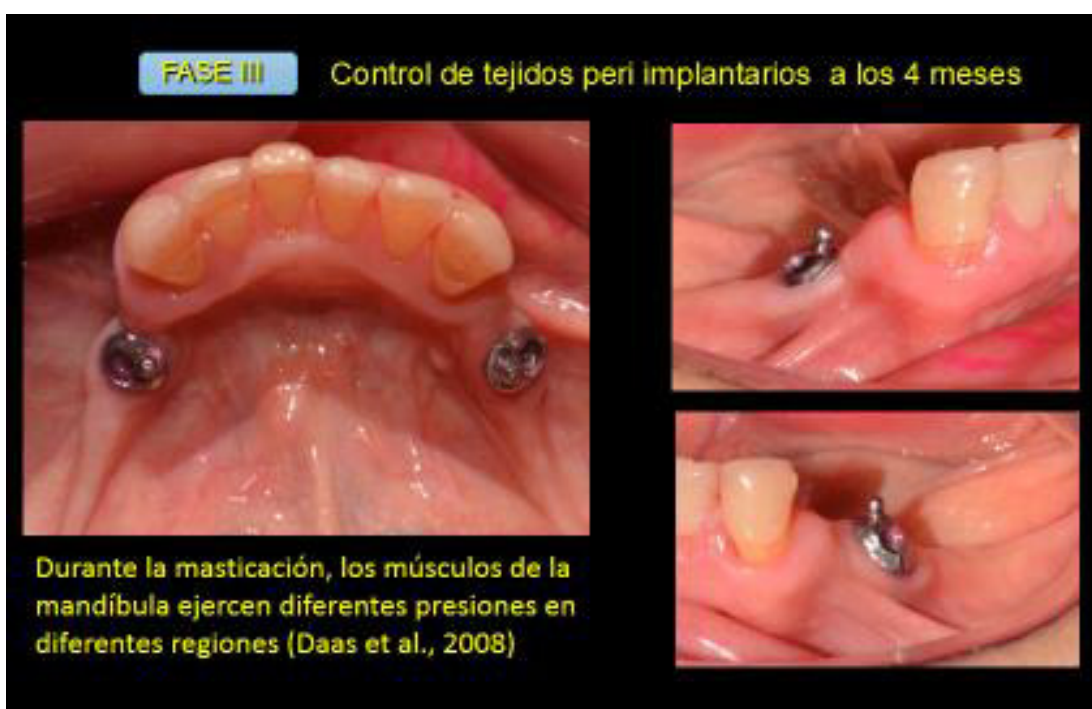 FASE III
Control de tejidos peri implantarios a los 4 meses
Durante la masticación, los músculos de la
mandíbula ejercen diferentes presiones en
diferentes regiones (Daas et al., 2008)